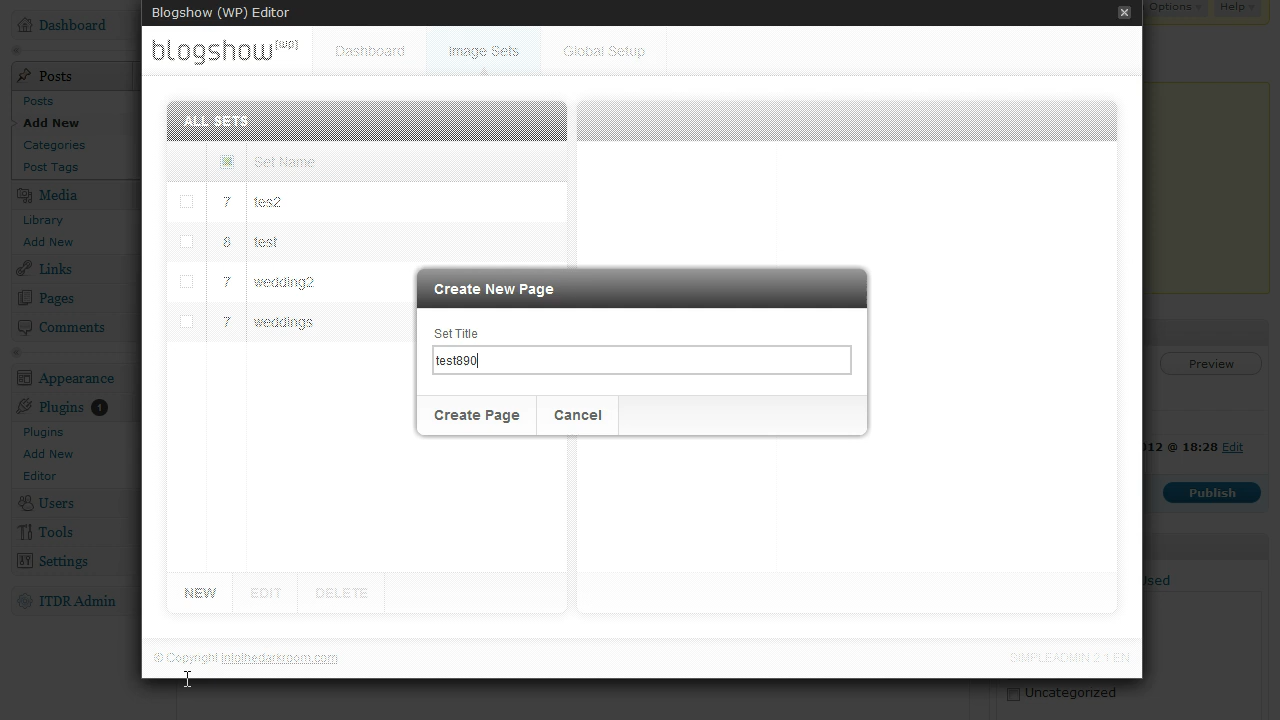 Blogshow (WP) Editor
Options
Help
Dashboard
blogshow[wp]
Dashboard
Image Sets
Global Setup
Posts
Posts
Add New
Categories
Post Tags
Media
Library
Add New
Links
Pages
Comments
Appearance
Plugins 1
Plugins
Add New
Editor
Users
Tools
Settings
ITDR Admin
ALL SETS
Set Name
7 tes2
8 test
7 wedding2
7 weddings
Create New Page
Set Title
test890
Create Page
Cancel
NEW
EDIT
DELETE
Preview
12 @ 18:28 Edit
Publish
© Copyright intothedarkroom.com
SIMPLEADMIN 2.1 EN
Uncategorized